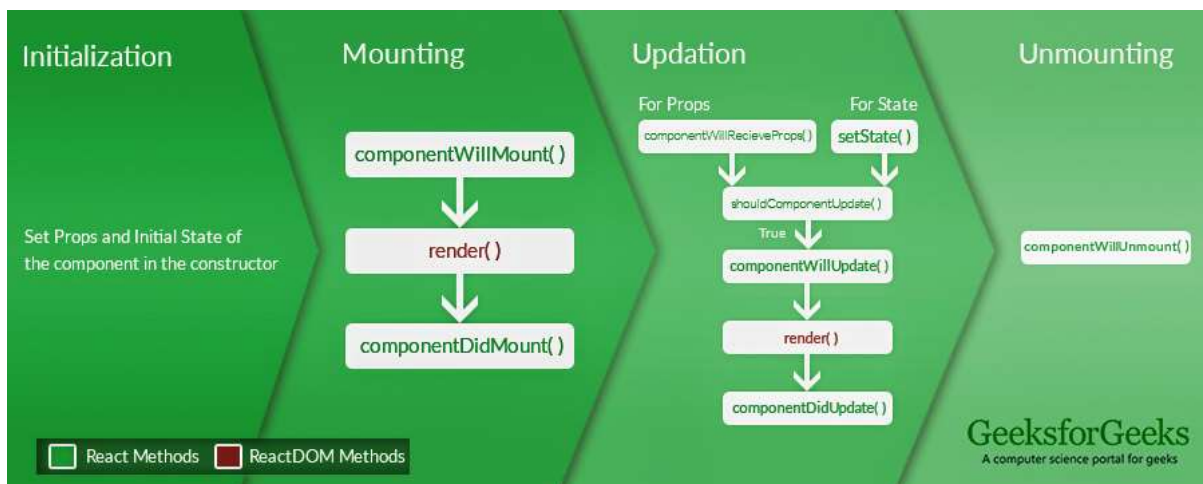 Initialization
Set Props and Initial State of
the component in the constructor
Mounting
componentWillMount( )
render( )
componentDidMount( )
Updation
For Props
For State
componentWillRecieveProps( )
setState( )
shouldComponentUpdate( )
True
componentWillUpdate( )
render( )
componentDidUpdate( )
Unmounting
componentWillUnmount( )
React Methods
ReactDOM Methods
GeeksforGeeks
A computer science portal for geeks